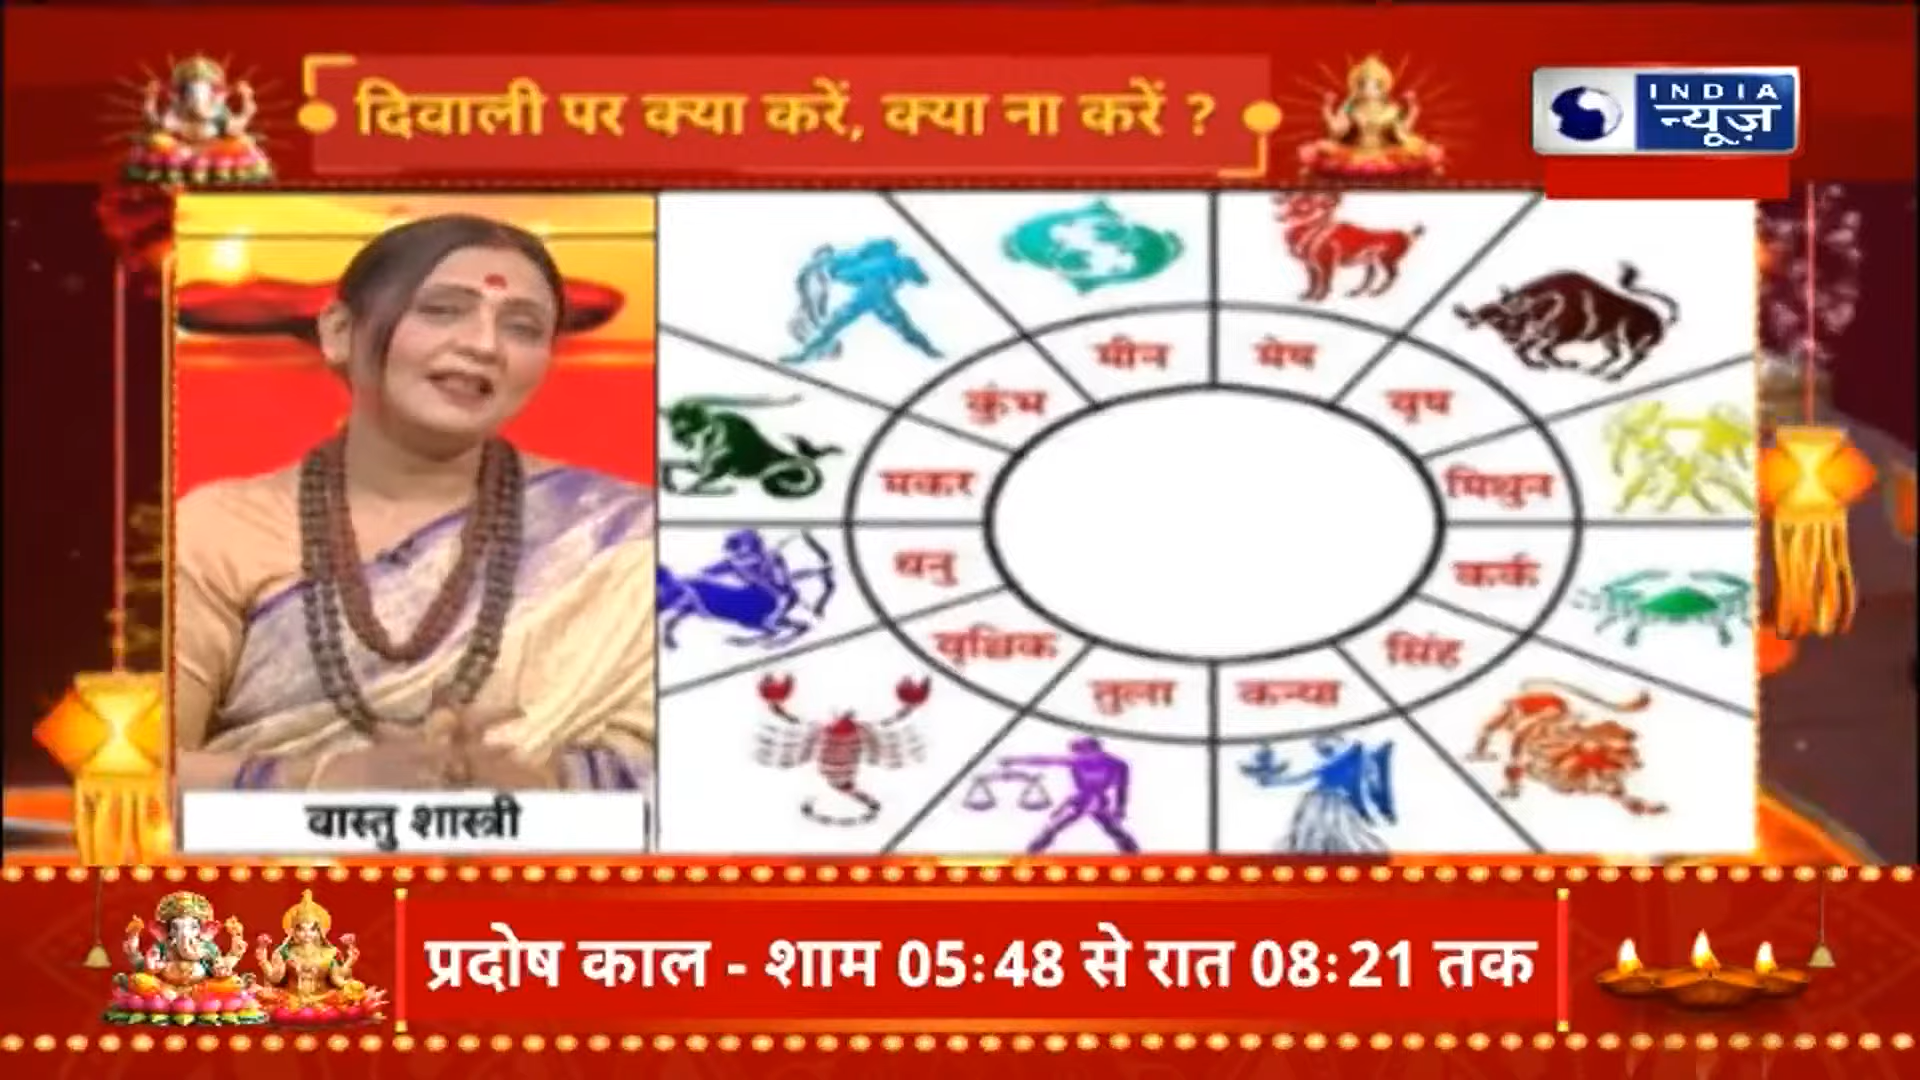 दिवाली पर क्या करें, क्या ना करें ?
INDIA
न्यूज़
मीन
मेष
कुंभ
वृष
मकर
मिथुन
धनु
कर्क
वृश्चिक
सिंह
तुला
कन्या
वास्तु शास्त्री
प्रदोष काल - शाम 05:48 से रात 08:21 तक